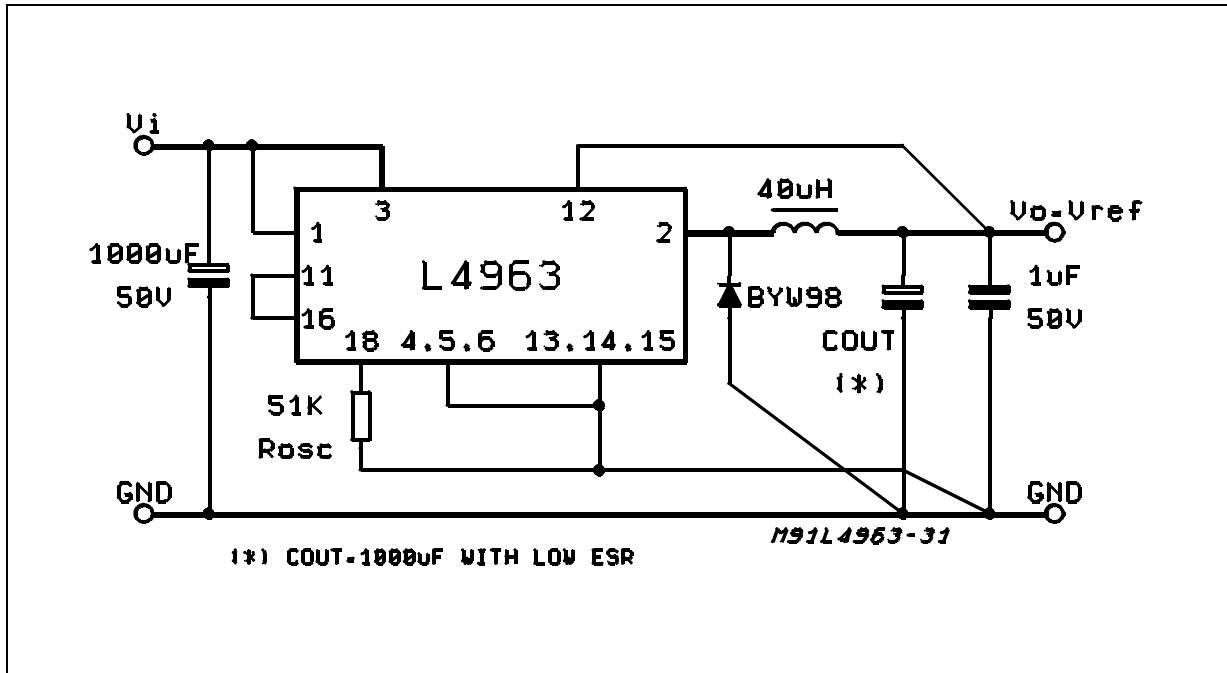 Vi
3
12
40uH
Vo=Vref
1
2
1000uF
50V
11
16
L4963
BYW98
1uF
50V
18
4.5.6
13.14.15
COUT
(*)
51K
Rosc
GND
GND
M91L4963-31
(*) COUT=1000uF WITH LOW ESR